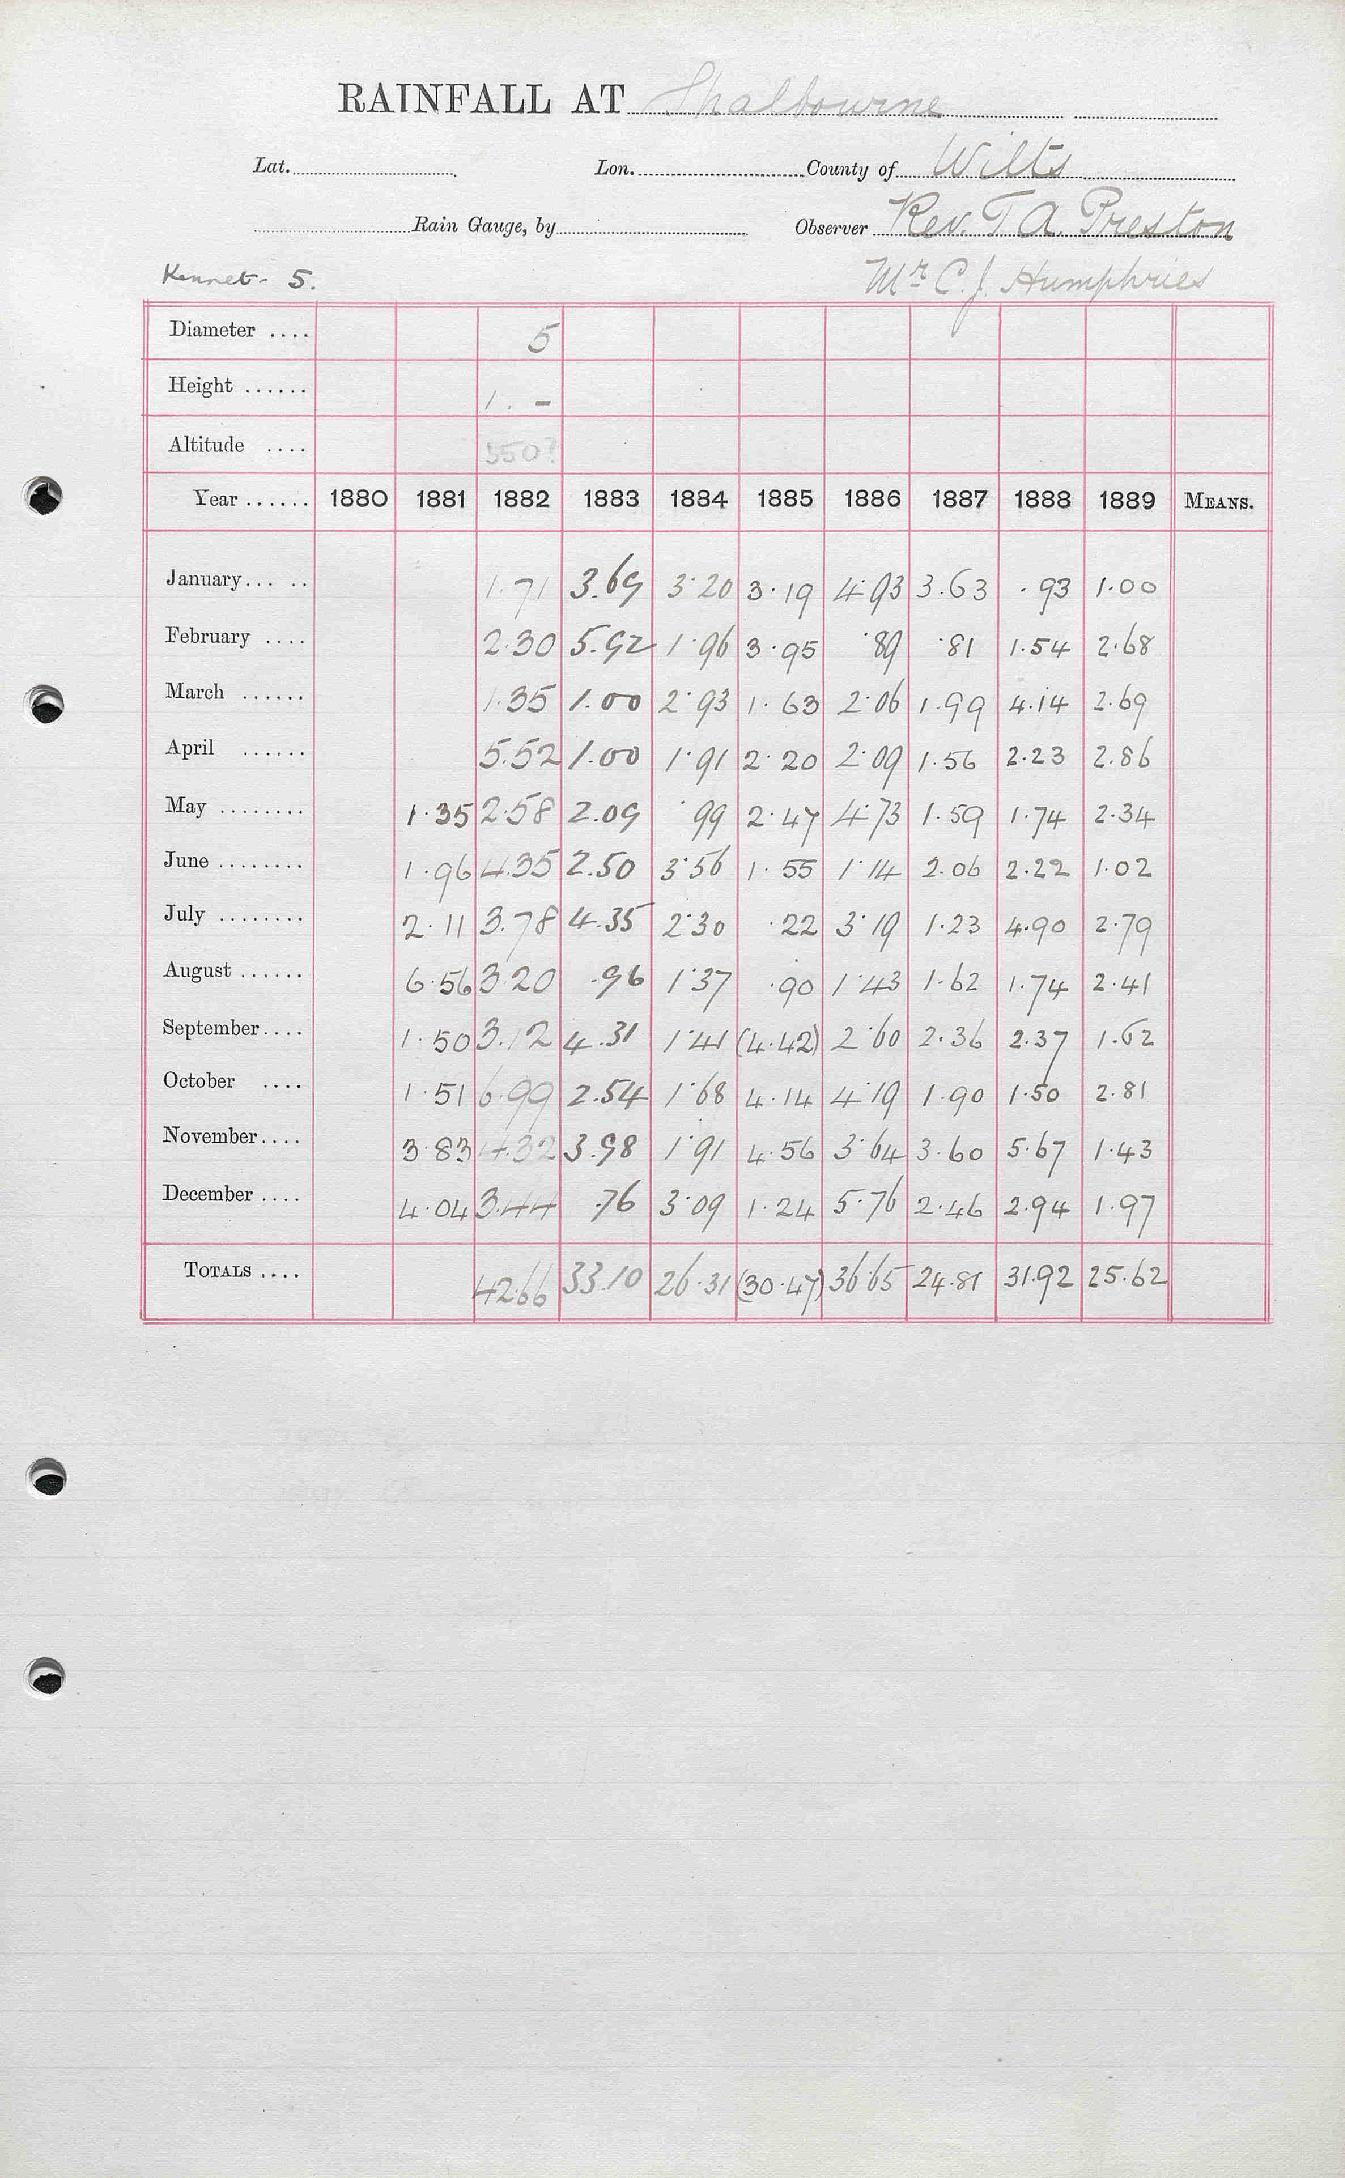 RAINFALL AT Shalbourne
Lat. Lon. County of Wilts
Rain Gauge, by Observer Rev. T A Preston
Kennet- 5. Mr C. J. Humphries
Diameter .... 5
Height ...... 1. -
Altitude .... 350?
Year ...... 1880 1881 1882 1883 1884 1885 1886 1887 1888 1889 MEANS.
January... .. 1.71 3.69 3.20 3.19 4.93 3.63 .93 1.00
February .... 2.30 5.92 1.96 3.95 .89 .81 1.54 2.68
March ...... 1.35 1.00 2.93 1.63 2.06 1.99 4.14 2.69
April ...... 5.52 1.00 1.91 2.20 2.09 1.56 2.23 2.86
May ........ 1.35 2.58 2.09 .99 2.47 4.73 1.59 1.74 2.34
June ........ 1.96 4.35 2.50 3.56 1.55 1.14 2.06 2.22 1.02
July ........ 2.11 3.78 4.35 2.30 .22 3.19 1.23 4.90 2.79
August ...... 6.56 3.20 .96 1.37 .90 1.43 1.62 1.74 2.41
September.... 1.50 3.12 4.31 1.41 (4.42) 2.60 2.36 2.37 1.62
October .... 1.51 6.99 2.54 1.68 4.14 4.19 1.90 1.50 2.81
November.... 3.83 4.32 3.98 1.91 4.56 3.64 3.60 5.67 1.43
December .... 4.04 3.44 .76 3.09 1.24 5.76 2.46 2.94 1.97
TOTALS .... 42.66 33.10 26.31 (30.47) 36.65 24.81 31.92 25.62